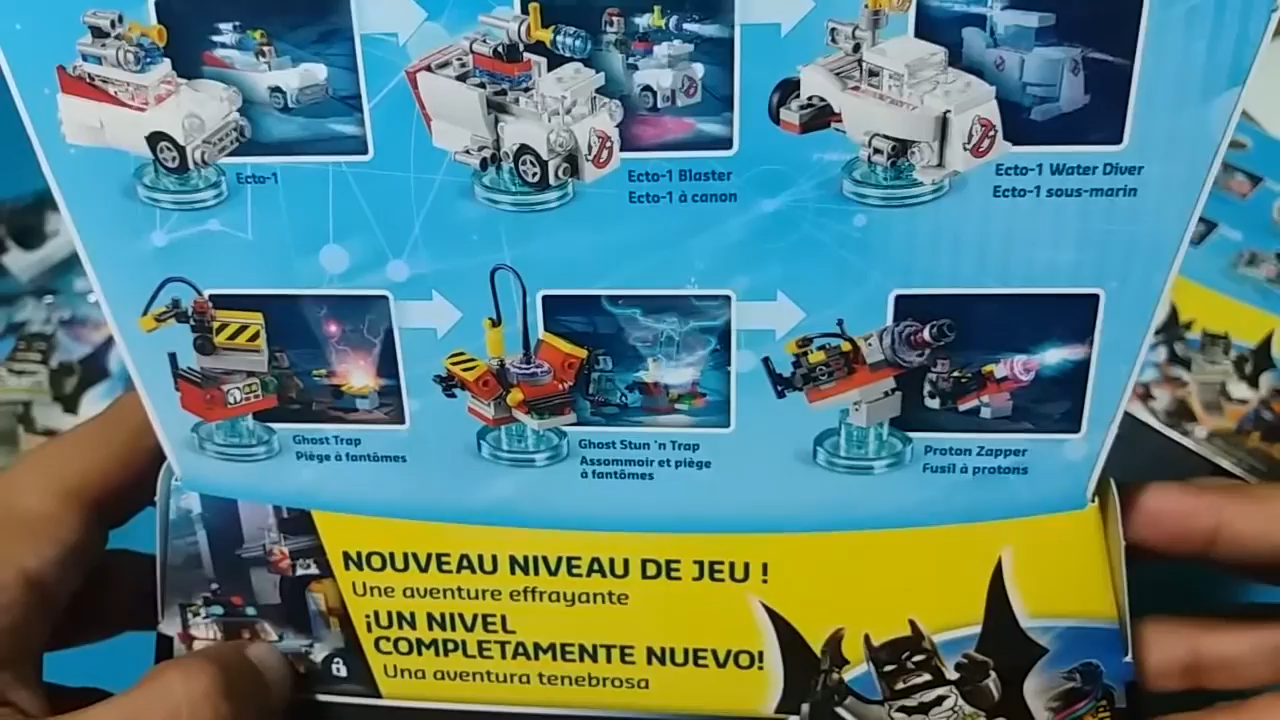 Ecto-1
Ecto-1 Blaster
Ecto-1 à canon
Ecto-1 Water Diver
Ecto-1 sous-marin
Ghost Trap
Piège à fantômes
Ghost Stun 'n Trap
Assommoir et piège
à fantômes
Proton Zapper
Fusil à protons
NOUVEAU NIVEAU DE JEU !
Une aventure effrayante
¡UN NIVEL
COMPLETAMENTE NUEVO!
Una aventura tenebrosa